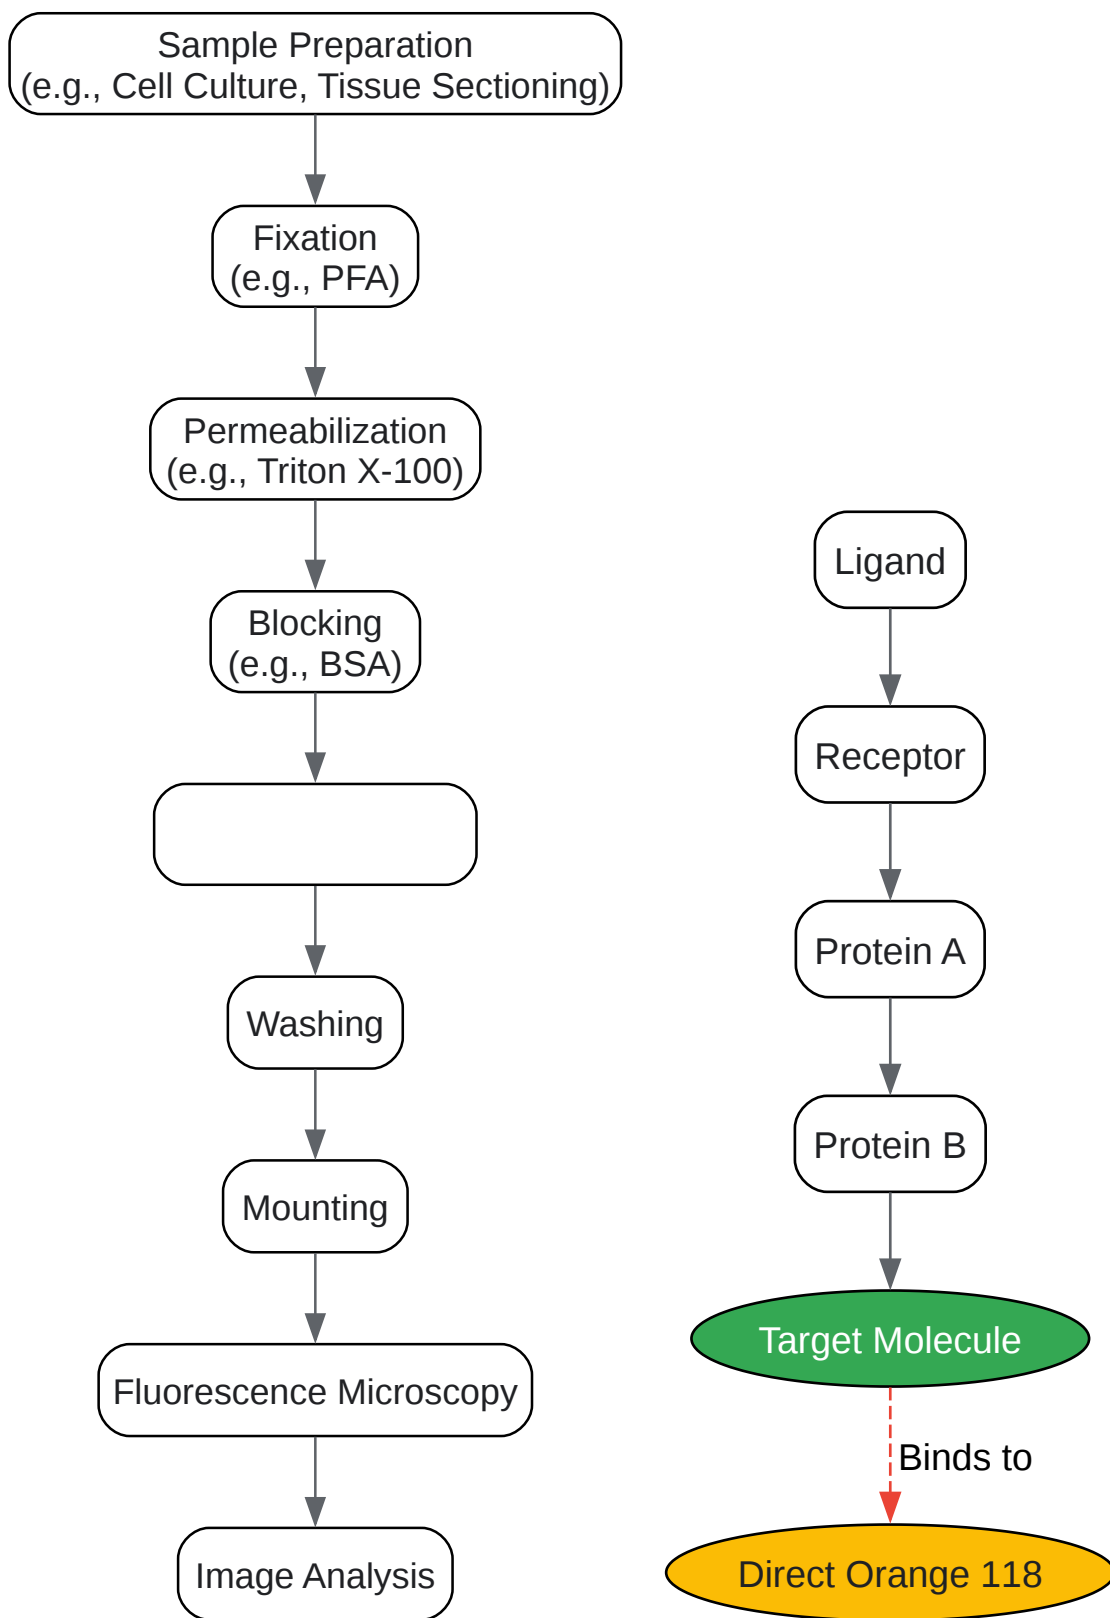 Sample Preparation
(e.g., Cell Culture, Tissue Sectioning)
Fixation
(e.g., PFA)
Permeabilization
(e.g., Triton X-100)
Blocking
(e.g., BSA)
Washing
Mounting
Fluorescence Microscopy
Image Analysis
Ligand
Receptor
Protein A
Protein B
Target Molecule
Binds to
Direct Orange 118